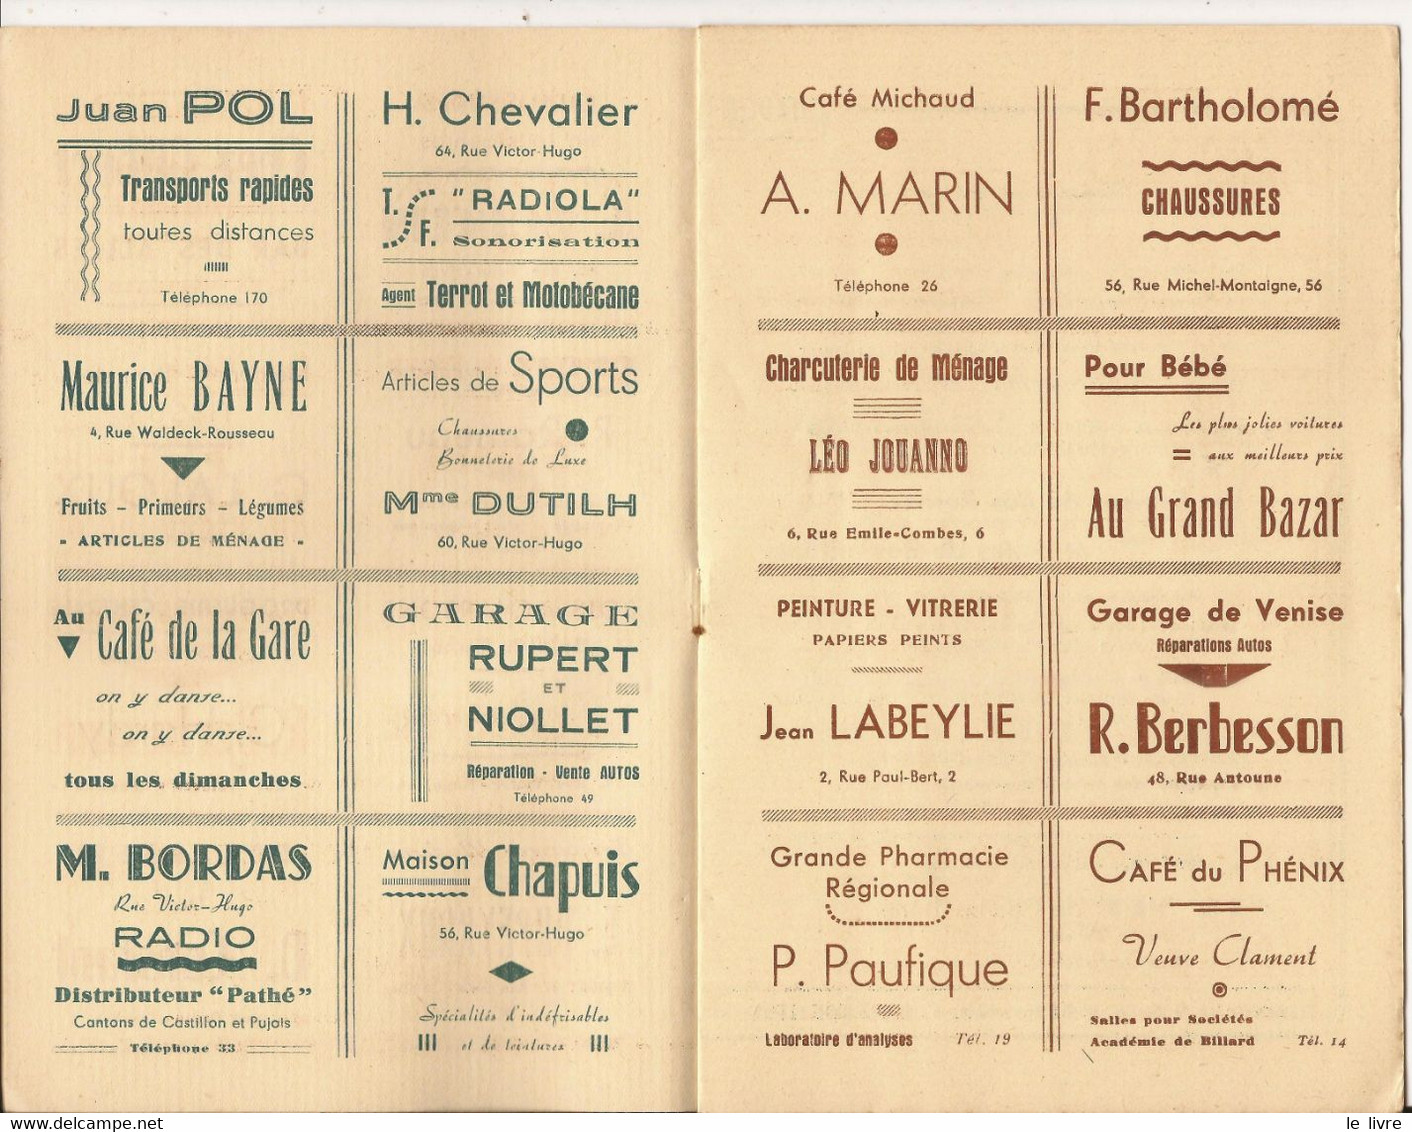 Juan POL
Transports rapides
toutes distances
Téléphone 170
H. Chevalier
64, Rue Victor-Hugo
T. S. F.
"RADIOLA"
Sonorisation
Agent Terrot et Motobécane
Maurice BAYNE
4, Rue Waldeck-Rousseau
Fruits - Primeurs - Légumes
- ARTICLES DE MÉNAGE -
Articles de Sports
Chaussures
Bonneterie de Luxe
Mme DUTILH
60, Rue Victor-Hugo
Au Café de la Gare
on y danse...
on y danse...
tous les dimanches
GARAGE
RUPERT
ET
NIOLLET
Réparation - Vente AUTOS
Téléphone 49
M. BORDAS
Rue Victor-Hugo
RADIO
Distributeur "Pathé"
Cantons de Castillon et Pujols
Téléphone 33
Maison Chapuis
56, Rue Victor-Hugo
Spécialités d'indéfrisables
et de teintures
Café Michaud
A. MARIN
Téléphone 26
F. Bartholomé
CHAUSSURES
56, Rue Michel-Montaigne, 56
Charcuterie de Ménage
LÉO JOUANNO
6, Rue Emile-Combes, 6
Pour Bébé
Les plus jolies voitures
= aux meilleurs prix
Au Grand Bazar
PEINTURE - VITRERIE
PAPIERS PEINTS
Jean LABEYLIE
2, Rue Paul-Bert, 2
Garage de Venise
Réparations Autos
R. Berbesson
48, Rue Antoune
Grande Pharmacie
Régionale
P. Paufique
Laboratoire d'analyses Tél. 19
CAFÉ du PHÉNIX
Veuve Clament
Salles pour Sociétés
Académie de Billard Tél. 14
le livre